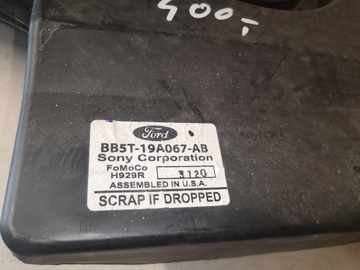 400,-
Ford
BB5T-19A067-AB
Sony Corporation
FoMoCo
H929R
3120
ASSEMBLED IN U.S.A.
SCRAP IF DROPPED